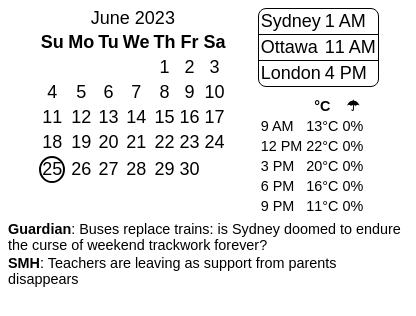 June 2023
Su Mo Tu We Th Fr Sa
1 2 3
4 5 6 7 8 9 10
11 12 13 14 15 16 17
18 19 20 21 22 23 24
25 26 27 28 29 30
Sydney 1 AM
Ottawa 11 AM
London 4 PM
°C ☂
9 AM 13°C 0%
12 PM 22°C 0%
3 PM 20°C 0%
6 PM 16°C 0%
9 PM 11°C 0%
Guardian: Buses replace trains: is Sydney doomed to endure
the curse of weekend trackwork forever?
SMH: Teachers are leaving as support from parents
disappears